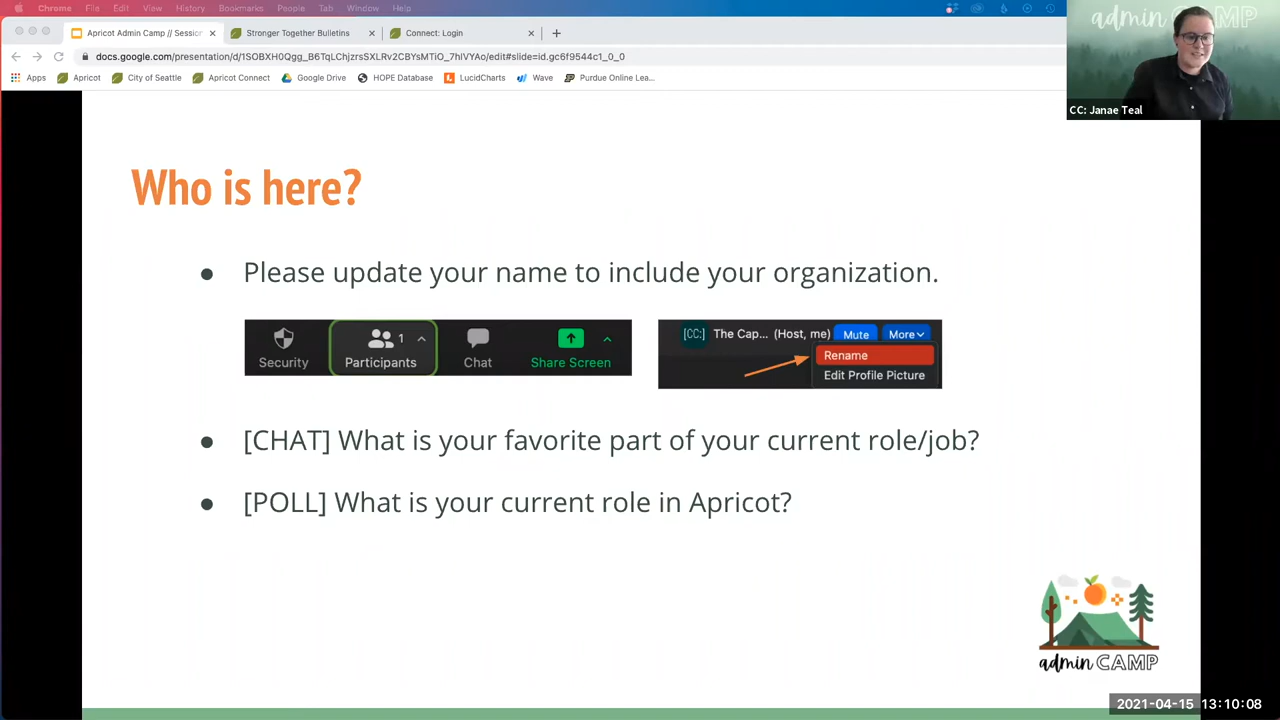 Chrome File Edit View History Bookmarks People Tab Window Help
Apricot Admin Camp // Session
Stronger Together Bulletins
Connect: Login
docs.google.com/presentation/d/
edit#slide=id.gc6f9544c1_0_0
Apps Apricot City of Seattle Apricot Connect Google Drive HOPE Database LucidCharts Wave Purdue Online Lea...
admin CAMP
CC: Janae Teal
Who is here?
● Please update your name to include your organization.
Security
1
Participants
Chat
Share Screen
[CC:] The Cap... (Host, me) Mute More
Rename
Edit Profile Picture
● [CHAT] What is your favorite part of your current role/job?
● [POLL] What is your current role in Apricot?
admin CAMP
2021-04-15 13:10:08